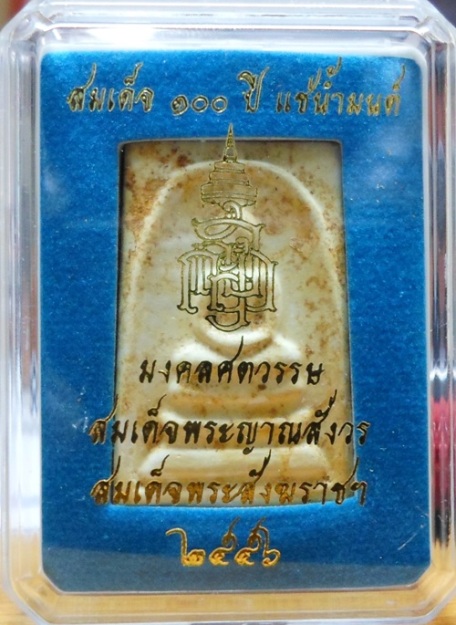 สมเด็จ ๑๐๐ ปี แช่น้ำมนต์
มงคลศตวรรษ
สมเด็จพระญาณสังวร
สมเด็จพระสังฆราชฯ
๒๕๕๖